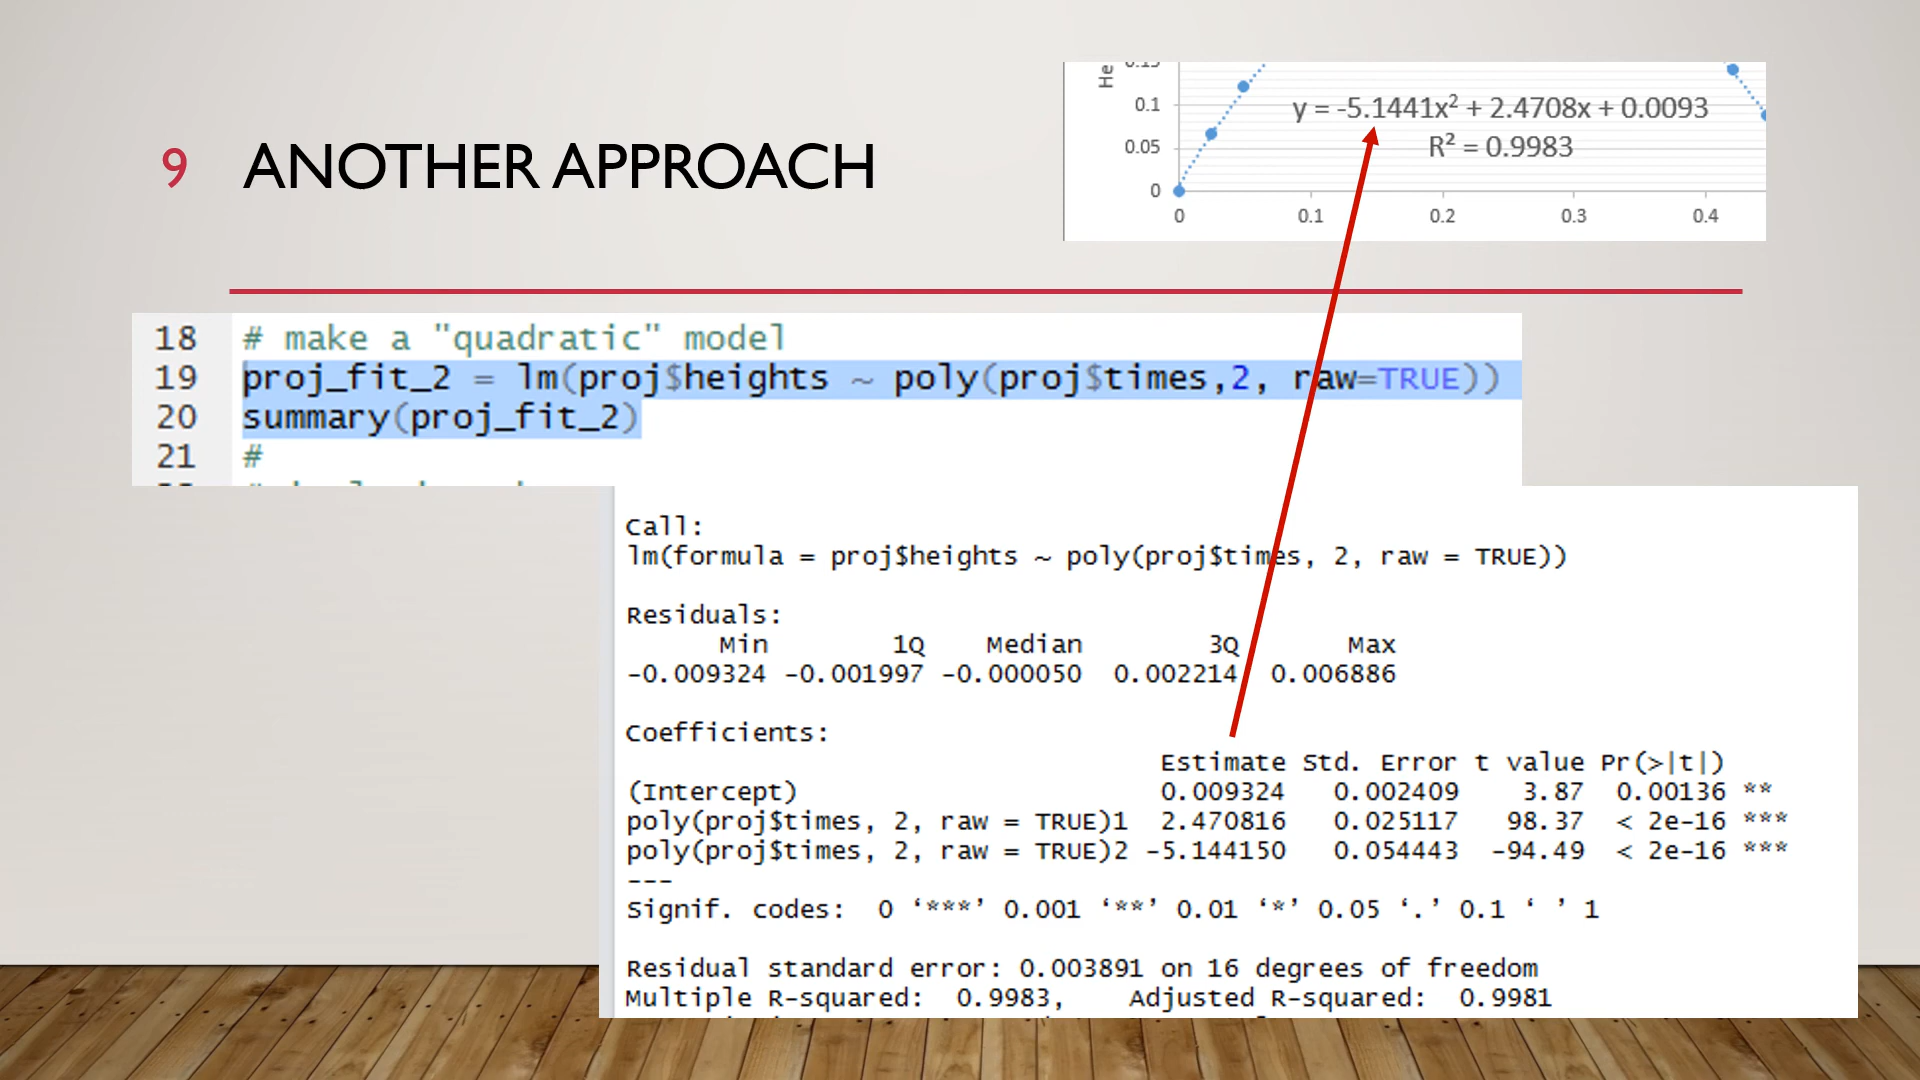 9 ANOTHER APPROACH
He
0.15
0.1
0.05
0
y = -5.1441x² + 2.4708x + 0.0093
R² = 0.9983
0 0.1 0.2 0.3 0.4
18 # make a "quadratic" model
19 proj_fit_2 = lm(proj$heights ~ poly(proj$times,2, raw=TRUE))
20 summary(proj_fit_2)
21 #
Call:
lm(formula = proj$heights ~ poly(proj$times, 2, raw = TRUE))
Residuals:
Min 1Q Median 3Q Max
-0.009324 -0.001997 -0.000050 0.002214 0.006886
Coefficients:
Estimate Std. Error t value Pr(>|t|)
(Intercept) 0.009324 0.002409 3.87 0.00136 **
poly(proj$times, 2, raw = TRUE)1 2.470816 0.025117 98.37 < 2e-16 ***
poly(proj$times, 2, raw = TRUE)2 -5.144150 0.054443 -94.49 < 2e-16 ***
---
Signif. codes: 0 ‘***’ 0.001 ‘**’ 0.01 ‘*’ 0.05 ‘.’ 0.1 ‘ ’ 1
Residual standard error: 0.003891 on 16 degrees of freedom
Multiple R-squared: 0.9983, Adjusted R-squared: 0.9981